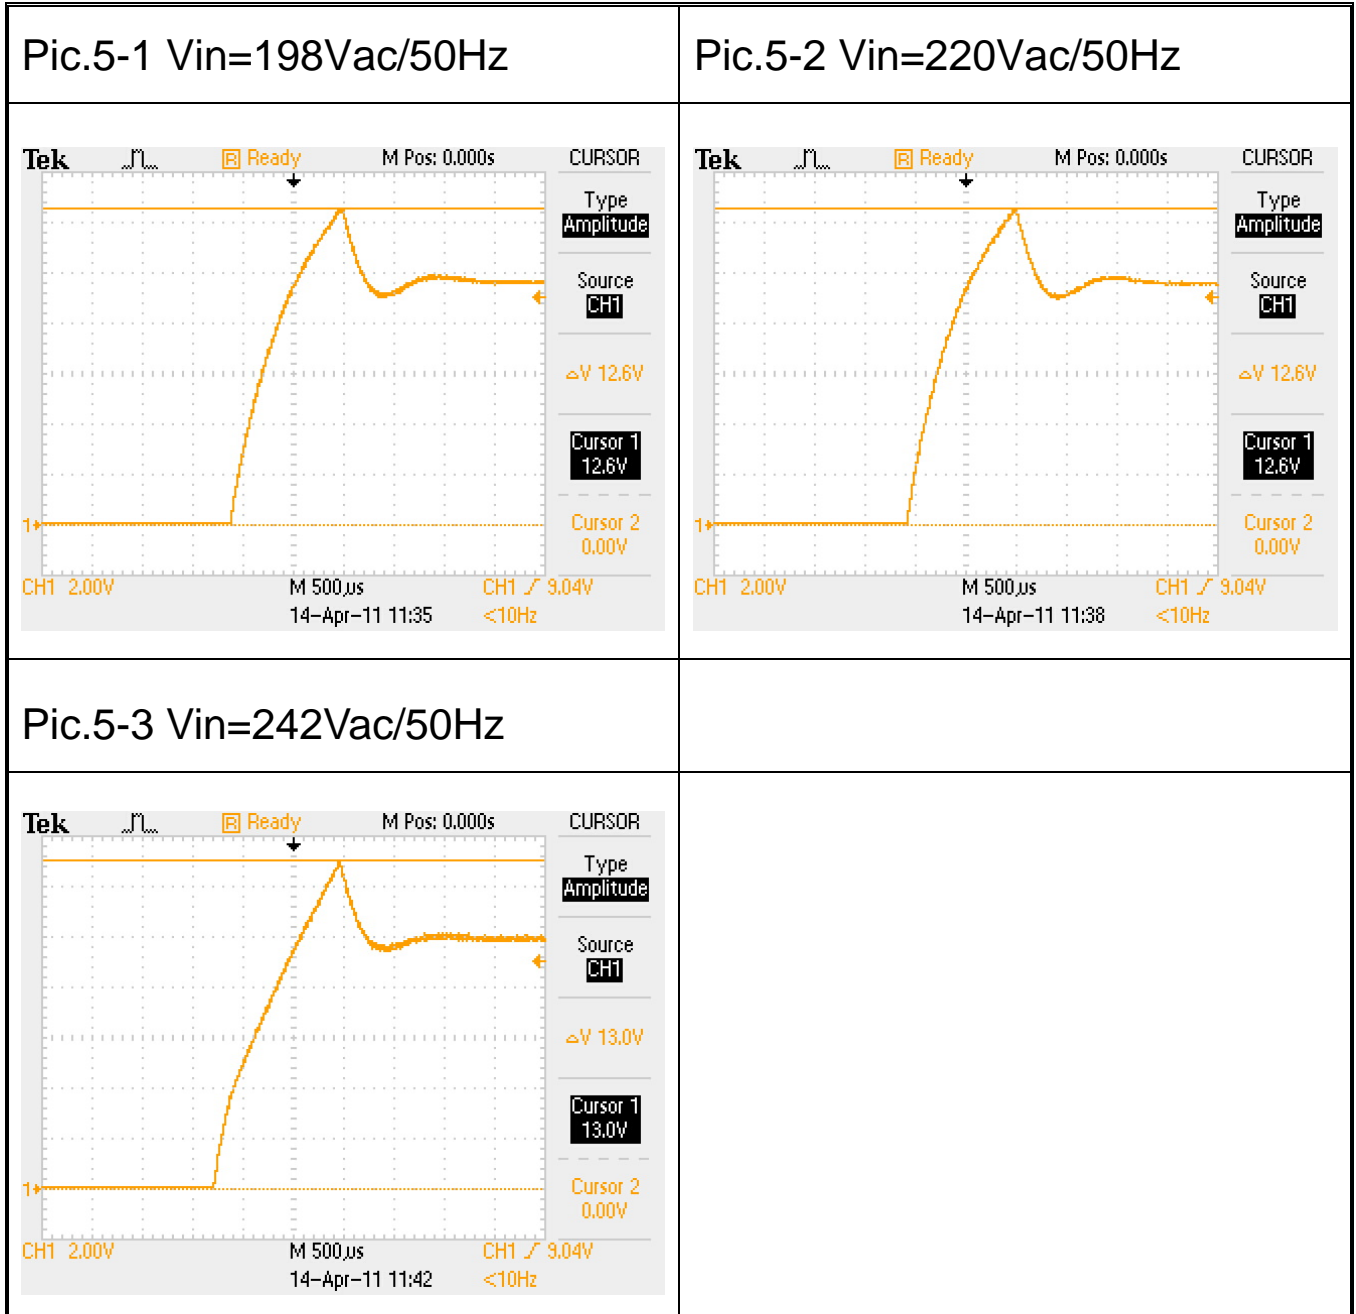 Pic.5-1 Vin=198Vac/50Hz
Pic.5-2 Vin=220Vac/50Hz
Tek
R Ready
M Pos: 0.000s
CURSOR
Type
Amplitude
Source
CH1
△V 12.6V
Cursor 1
12.6V
Cursor 2
0.00V
1
CH1 2.00V
M 500µs
CH1 9.04V
14-Apr-11 11:35
<10Hz
Tek
R Ready
M Pos: 0.000s
CURSOR
Type
Amplitude
Source
CH1
△V 12.6V
Cursor 1
12.6V
Cursor 2
0.00V
1
CH1 2.00V
M 500µs
CH1 9.04V
14-Apr-11 11:38
<10Hz
Pic.5-3 Vin=242Vac/50Hz
Tek
R Ready
M Pos: 0.000s
CURSOR
Type
Amplitude
Source
CH1
△V 13.0V
Cursor 1
13.0V
Cursor 2
0.00V
1
CH1 2.00V
M 500µs
CH1 9.04V
14-Apr-11 11:42
<10Hz